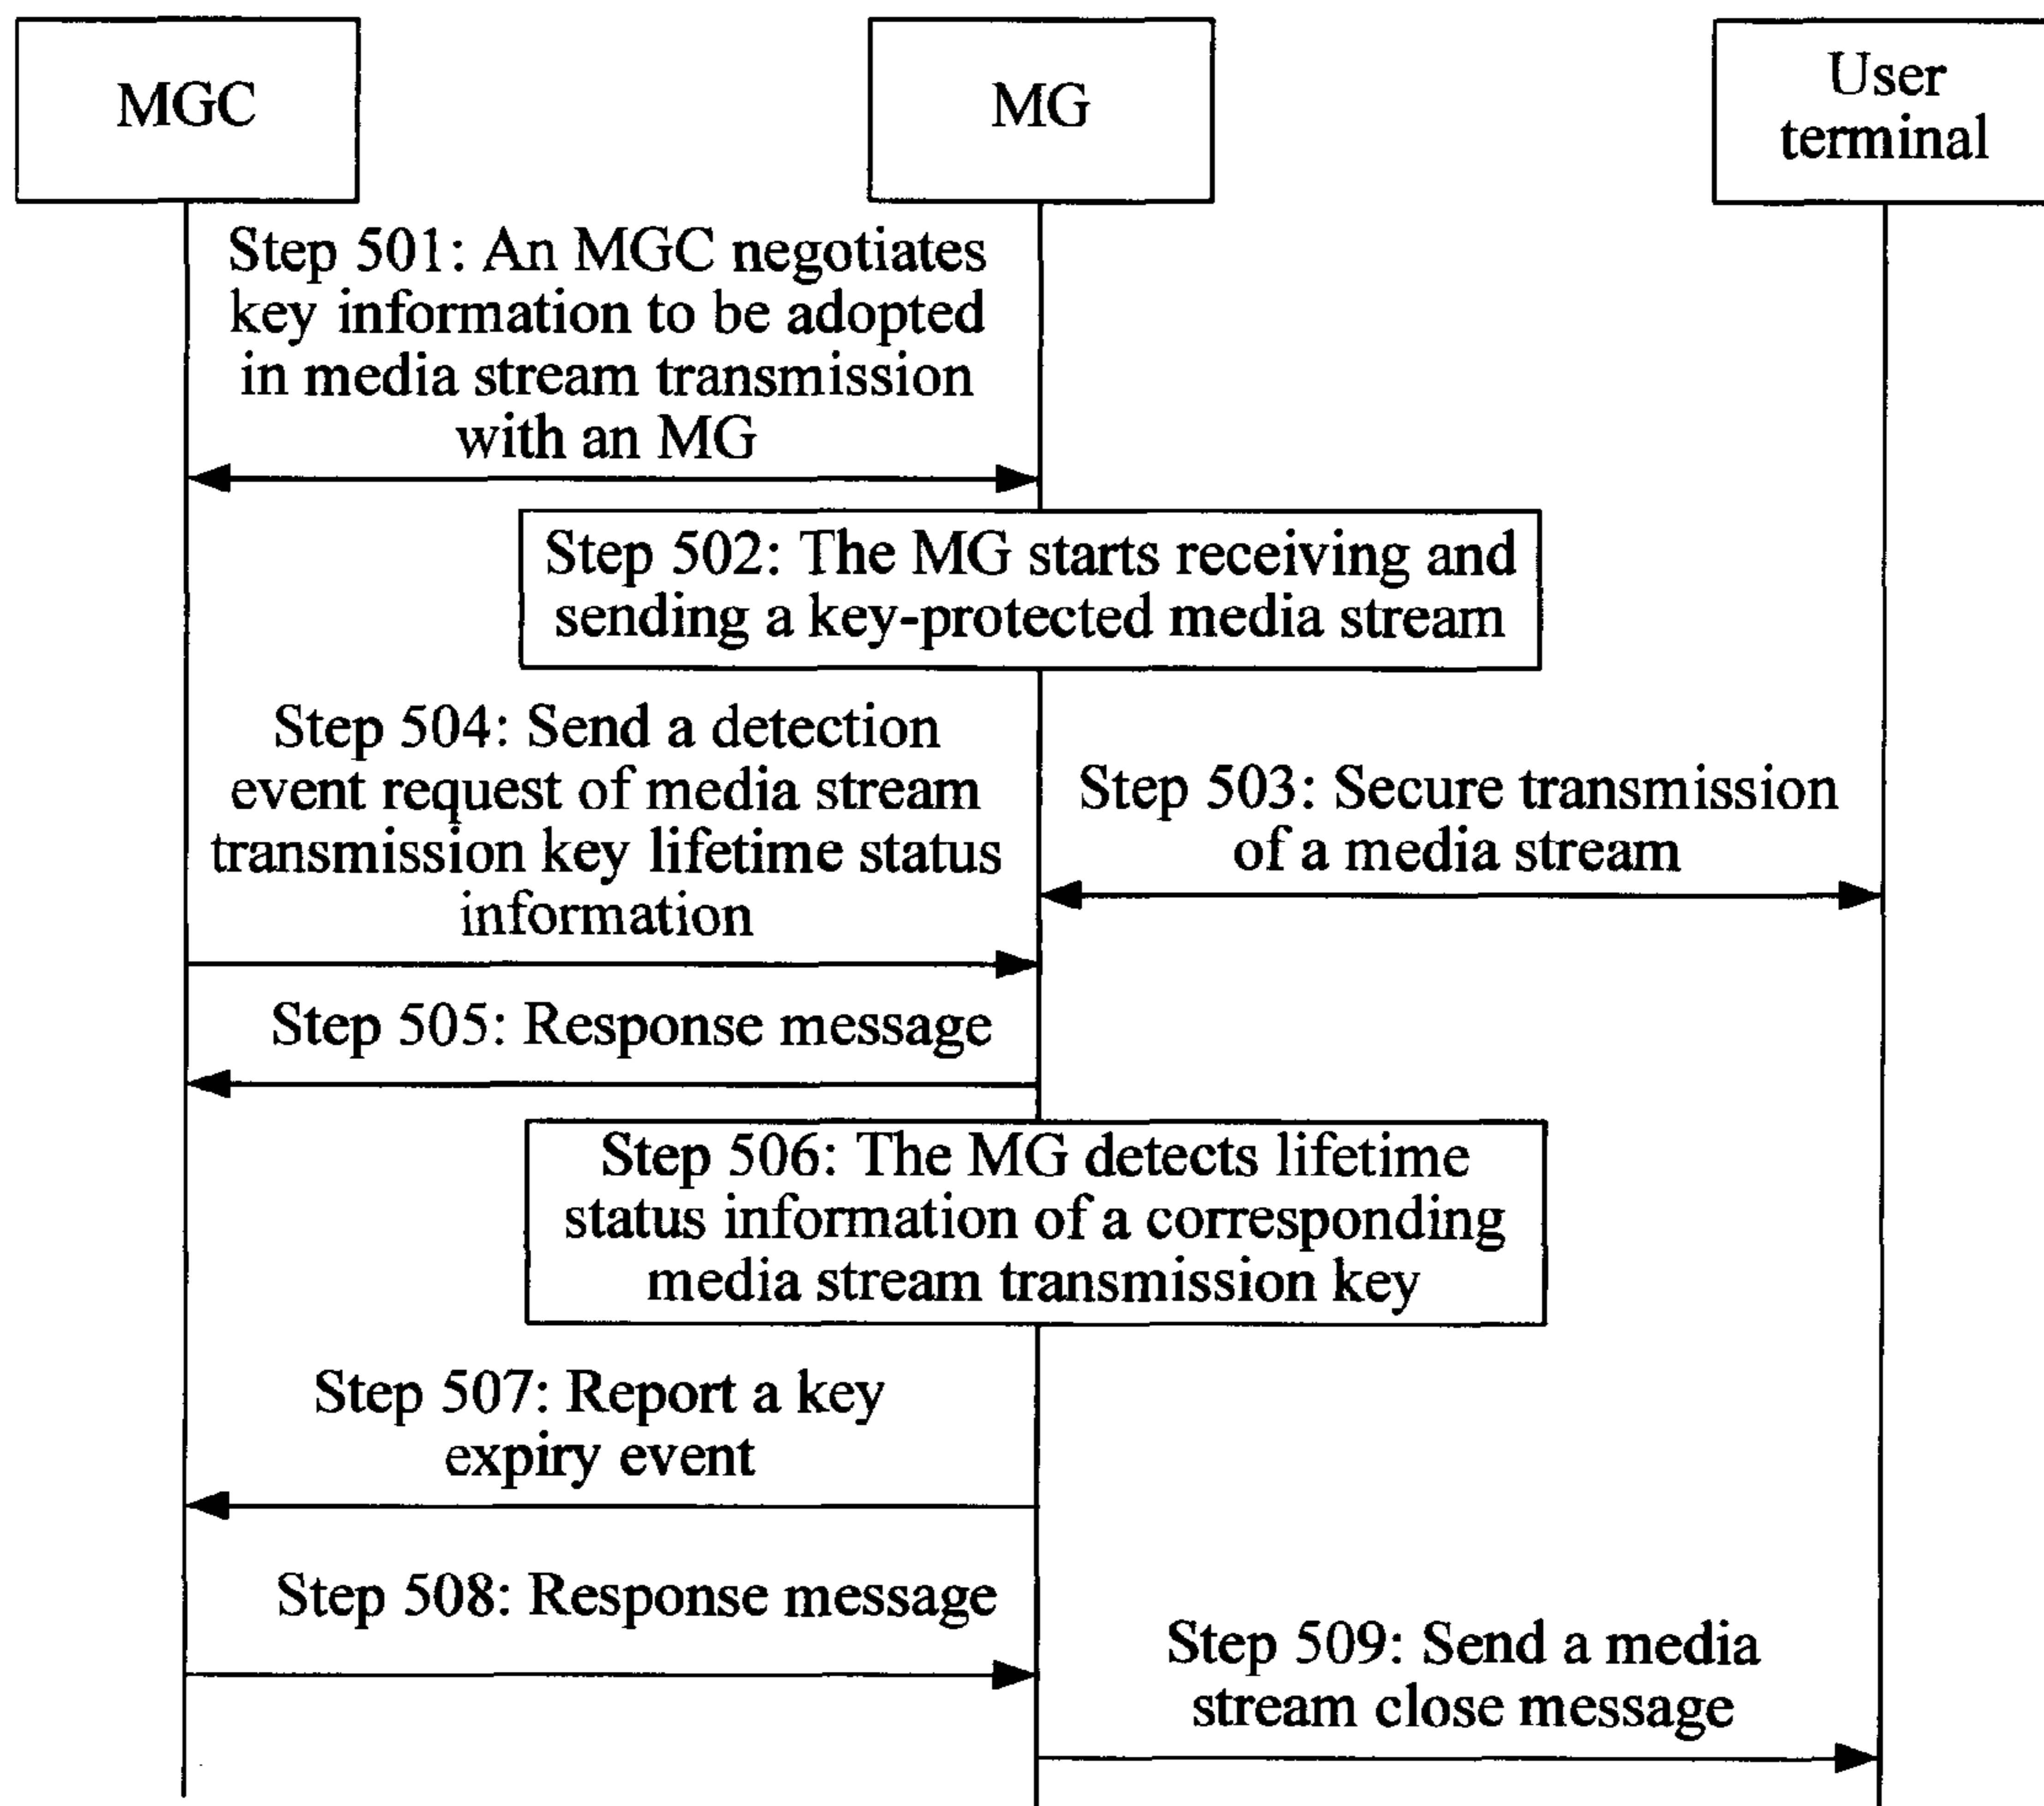 MGC
MG
User
terminal
Step 501: An MGC negotiates
key information to be adopted
in media stream transmission
with an MG
Step 502: The MG starts receiving and
sending a key-protected media stream
Step 504: Send a detection
event request of media stream
transmission key lifetime status
information
Step 503: Secure transmission
of a media stream
Step 505: Response message
Step 506: The MG detects lifetime
status information of a corresponding
media stream transmission key
Step 507: Report a key
expiry event
Step 508: Response message
Step 509: Send a media
stream close message